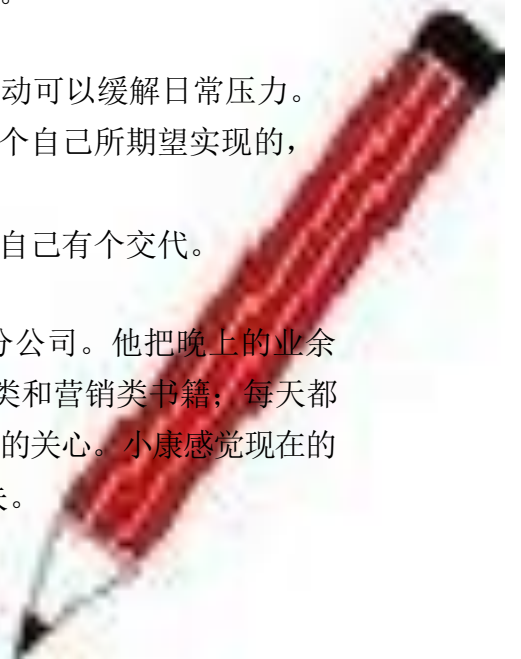 。
动可以缓解日常压力。
个自己所期望实现的，
自己有个交代。
分公司。他把晚上的业余
类和营销类书籍；每天都
的关心。小康感觉现在的
。